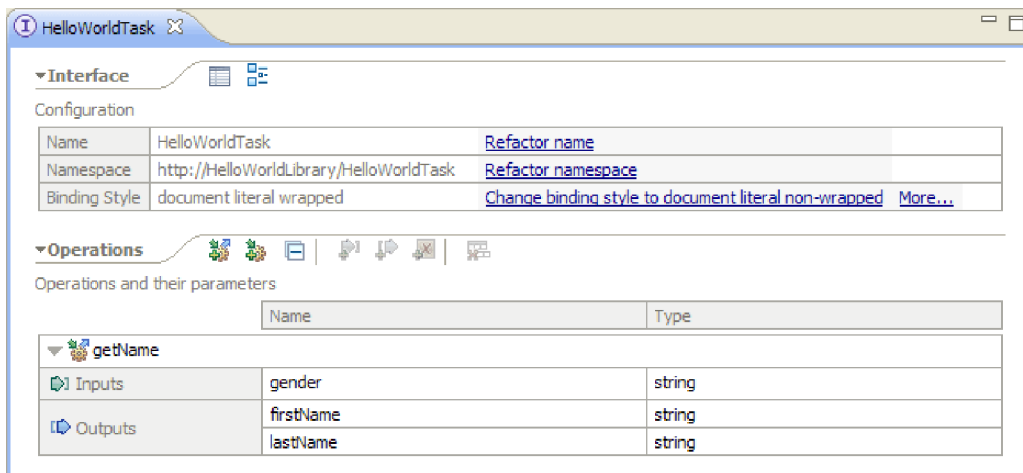 HelloWorldTask
Interface
Configuration
Name HelloWorldTask Refactor name
Namespace http://HelloWorldLibrary/HelloWorldTask Refactor namespace
Binding Style document literal wrapped Change binding style to document literal non-wrapped More...
Operations
Operations and their parameters
Name Type
getName
Inputs gender string
Outputs
firstName string
lastName string